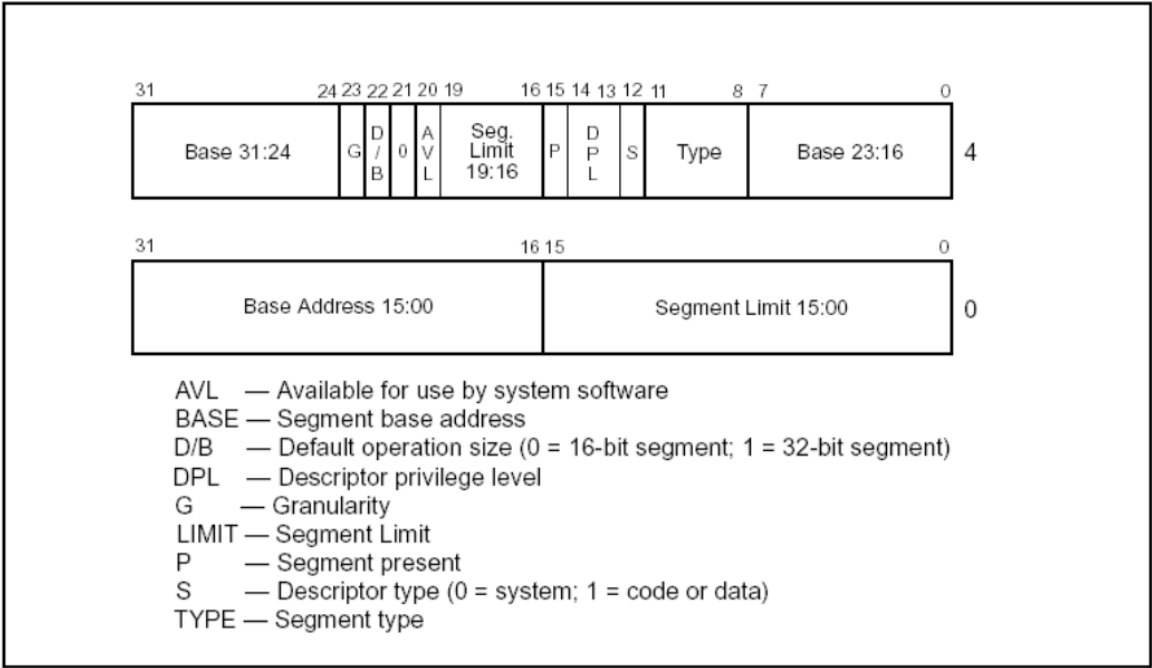 31 24 23 22 21 20 19 16 15 14 13 12 11 8 7 0
Base 31:24 G D/B 0 AVL Seg. Limit 19:16 P DPL S Type Base 23:16 4
31 16 15 0
Base Address 15:00 Segment Limit 15:00 0
AVL — Available for use by system software
BASE — Segment base address
D/B — Default operation size (0 = 16-bit segment; 1 = 32-bit segment)
DPL — Descriptor privilege level
G — Granularity
LIMIT — Segment Limit
P — Segment present
S — Descriptor type (0 = system; 1 = code or data)
TYPE — Segment type